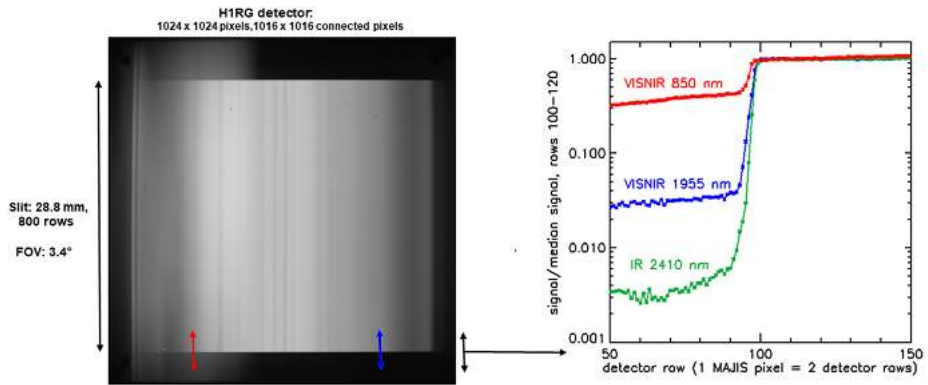 H1RG detector:
1024 x 1024 pixels,1016 x 1016 connected pixels
Slit: 28.8 mm,
800 rows
FOV: 3.4°
signal/median signal, rows 100-120
1.000
0.100
0.010
0.001
VISNIR 850 nm
VISNIR 1955 nm
IR 2410 nm
50
100
150
detector row (1 MAJIS pixel = 2 detector rows)